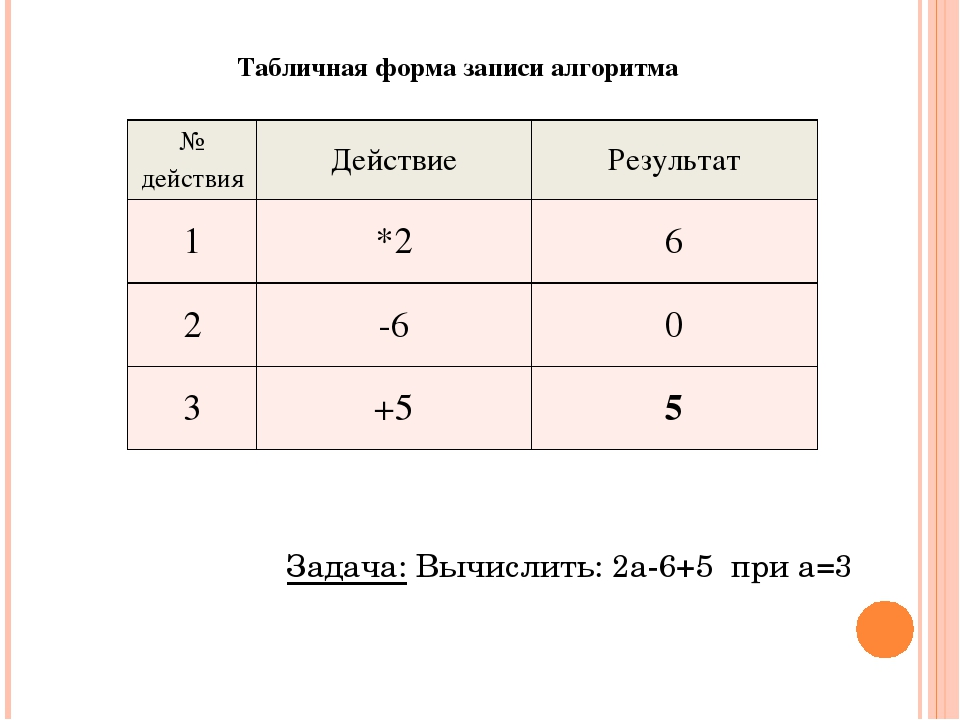 Табличная форма записи алгоритма
№ действия Действие Результат
1 *2 6
2 -6 0
3 +5 5
Задача: Вычислить: 2a-6+5 при a=3